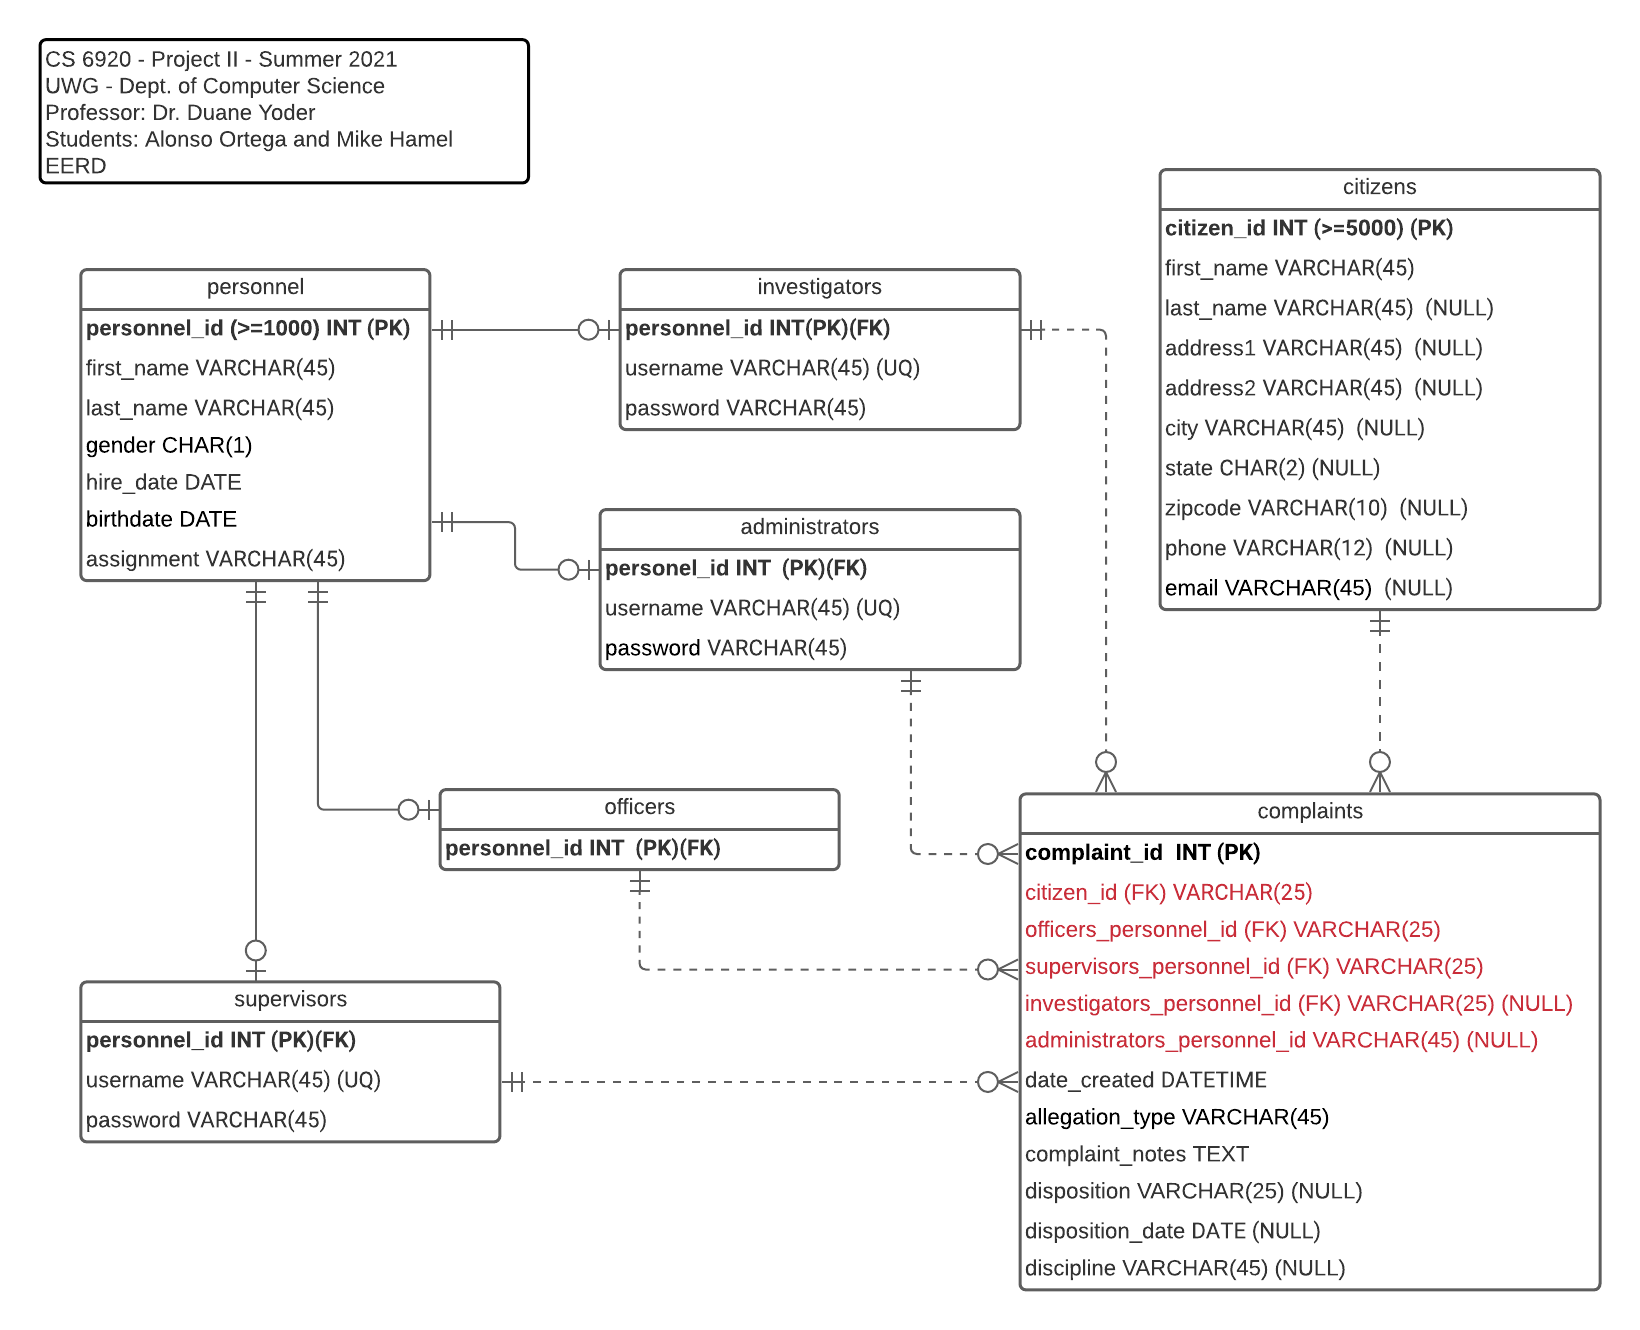 CS 6920 - Project II - Summer 2021
UWG - Dept. of Computer Science
Professor: Dr. Duane Yoder
Students: Alonso Ortega and Mike Hamel
EERD
citizens
citizen_id INT (>=5000) (PK)
first_name VARCHAR(45)
last_name VARCHAR(45) (NULL)
address1 VARCHAR(45) (NULL)
address2 VARCHAR(45) (NULL)
city VARCHAR(45) (NULL)
state CHAR(2) (NULL)
zipcode VARCHAR(10) (NULL)
phone VARCHAR(12) (NULL)
email VARCHAR(45) (NULL)
personnel
personnel_id (>=1000) INT (PK)
first_name VARCHAR(45)
last_name VARCHAR(45)
gender CHAR(1)
hire_date DATE
birthdate DATE
assignment VARCHAR(45)
investigators
personnel_id INT(PK)(FK)
username VARCHAR(45) (UQ)
password VARCHAR(45)
administrators
personel_id INT (PK)(FK)
username VARCHAR(45) (UQ)
password VARCHAR(45)
officers
personnel_id INT (PK)(FK)
complaints
complaint_id INT (PK)
citizen_id (FK) VARCHAR(25)
officers_personnel_id (FK) VARCHAR(25)
supervisors_personnel_id (FK) VARCHAR(25)
investigators_personnel_id (FK) VARCHAR(25) (NULL)
administrators_personnel_id VARCHAR(45) (NULL)
date_created DATETIME
allegation_type VARCHAR(45)
complaint_notes TEXT
disposition VARCHAR(25) (NULL)
disposition_date DATE (NULL)
discipline VARCHAR(45) (NULL)
supervisors
personnel_id INT (PK)(FK)
username VARCHAR(45) (UQ)
password VARCHAR(45)